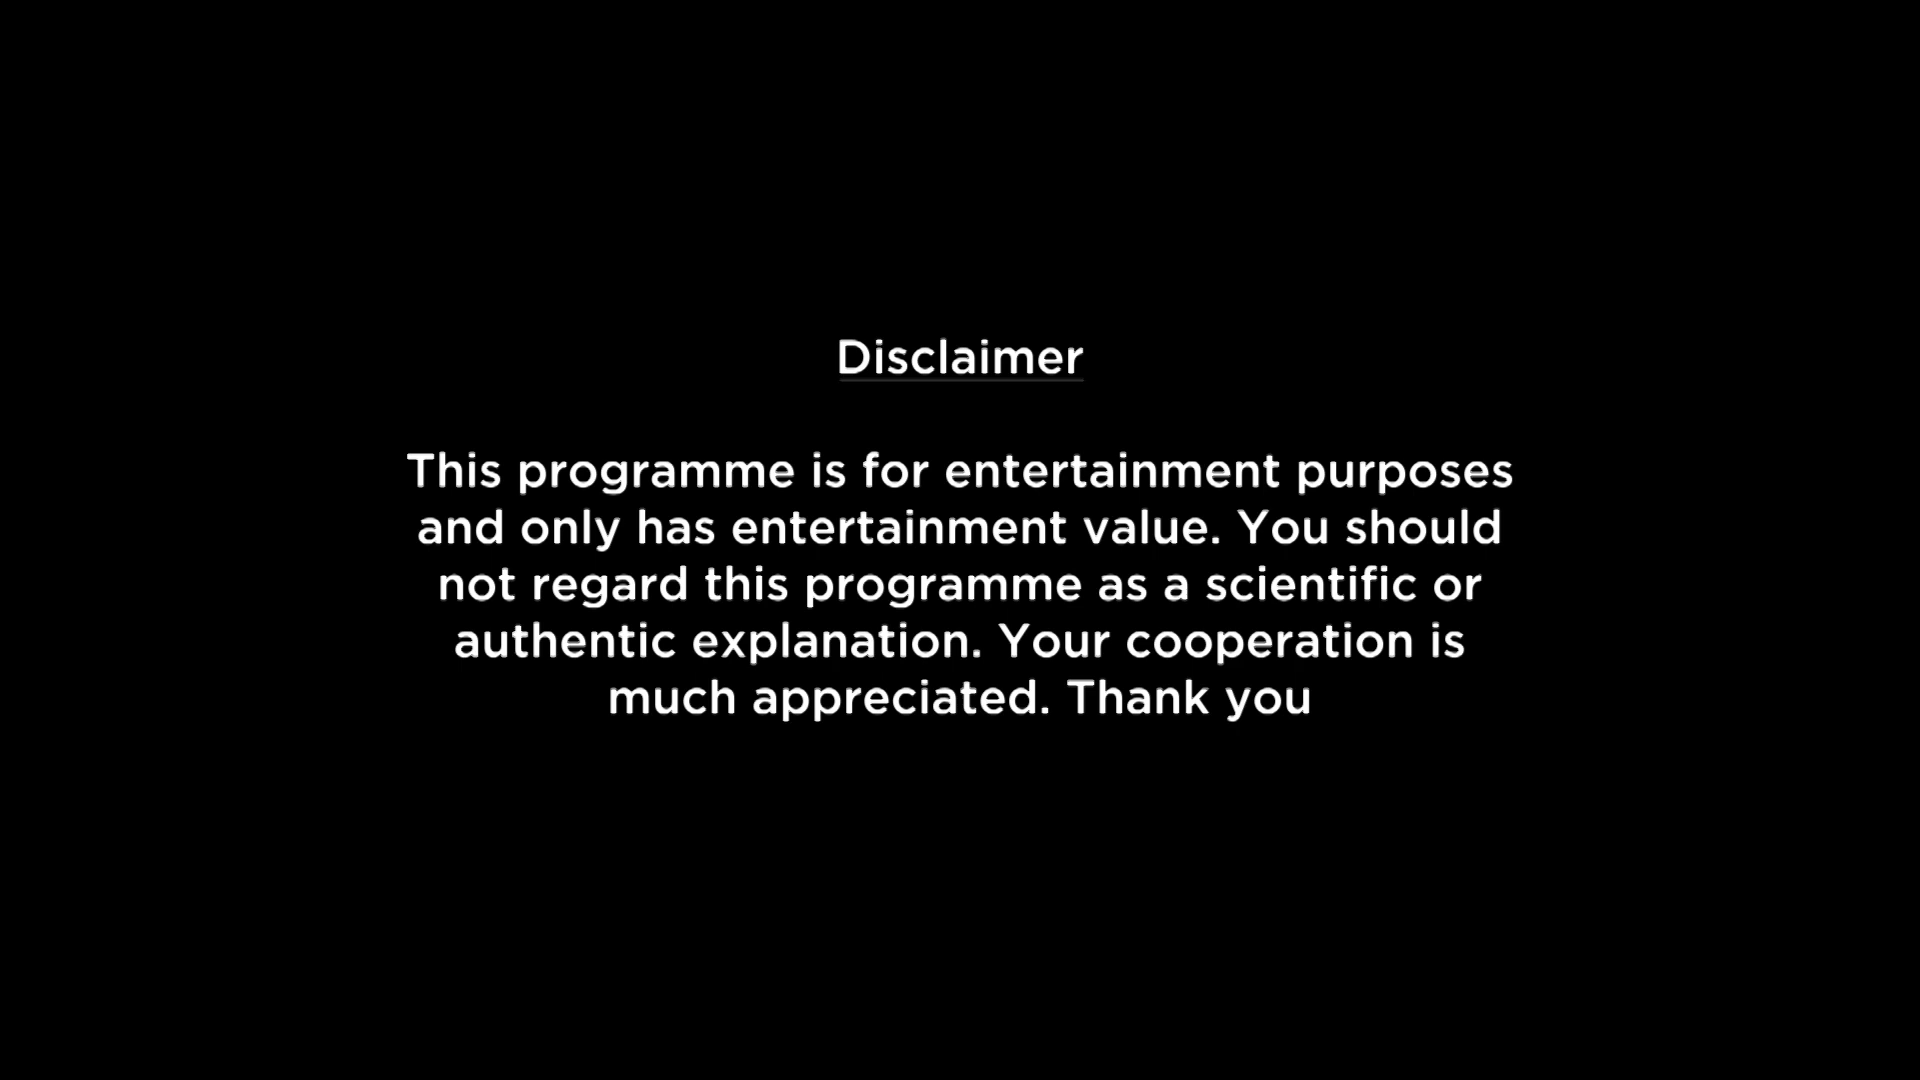 Disclaimer
This programme is for entertainment purposes
and only has entertainment value. You should
not regard this programme as a scientific or
authentic explanation. Your cooperation is
much appreciated. Thank you